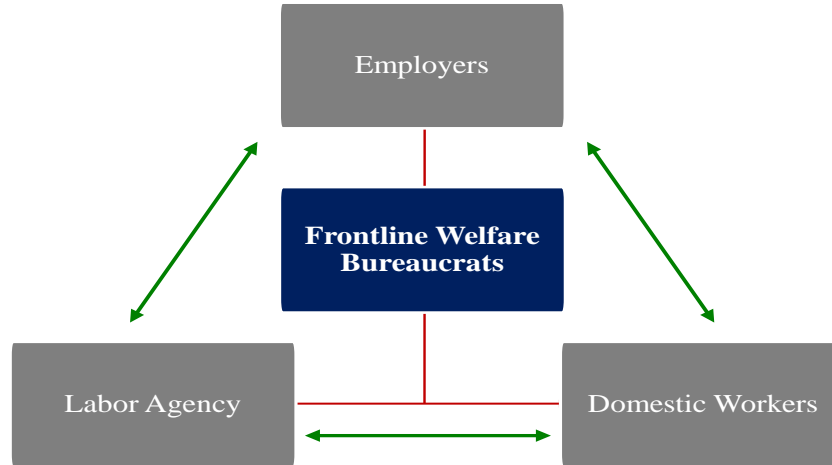 Employers
Frontline Welfare
Bureaucrats
Labor Agency
Domestic Workers